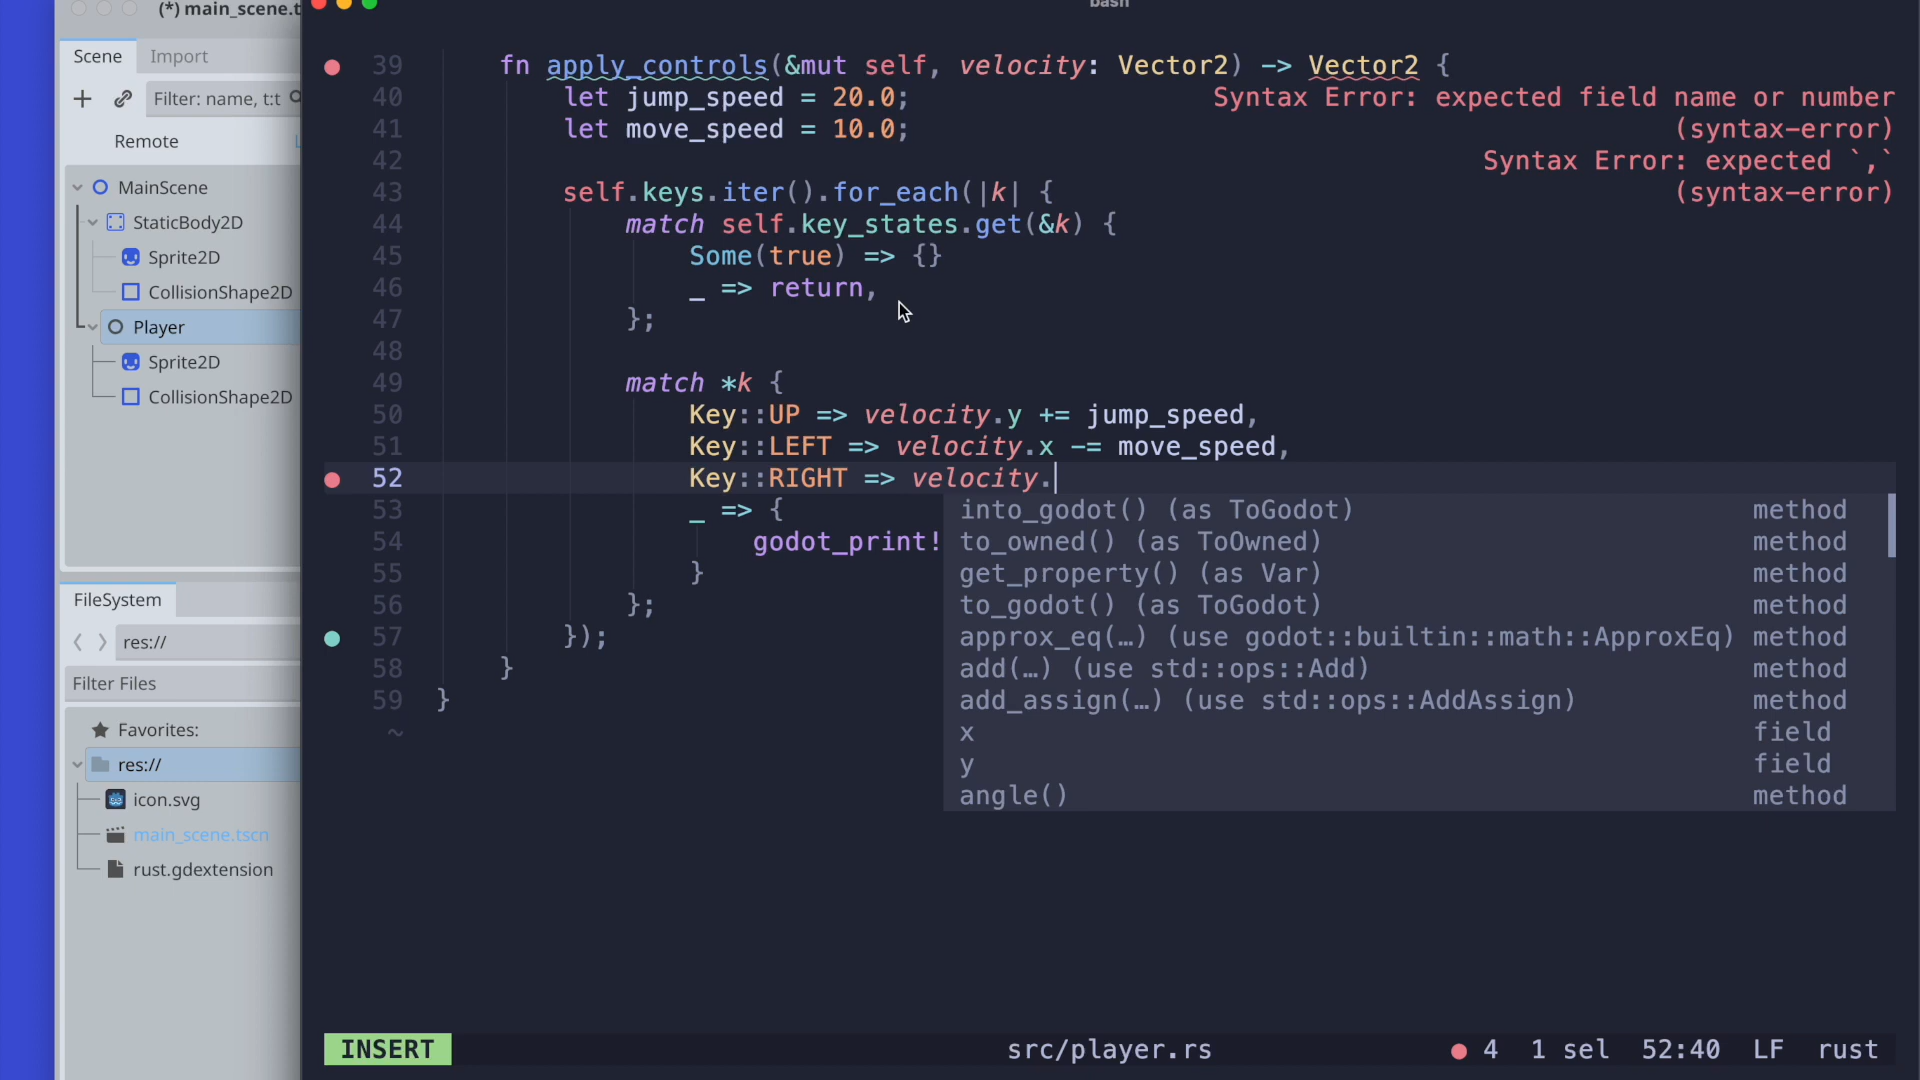 (*) main_scene.t
Scene
Import
Filter: name, t:t
Remote
MainScene
StaticBody2D
Sprite2D
CollisionShape2D
Player
Sprite2D
CollisionShape2D
FileSystem
res://
Filter Files
Favorites:
res://
icon.svg
main_scene.tscn
rust.gdextension
bash
39 fn apply_controls(&mut self, velocity: Vector2) -> Vector2 {
40 let jump_speed = 20.0; Syntax Error: expected field name or number
41 let move_speed = 10.0; (syntax-error)
42 Syntax Error: expected `,`
43 self.keys.iter().for_each(|k| { (syntax-error)
44 match self.key_states.get(&k) {
45 Some(true) => {}
46 _ => return,
47 };
48
49 match *k {
50 Key::UP => velocity.y += jump_speed,
51 Key::LEFT => velocity.x -= move_speed,
52 Key::RIGHT => velocity.
53 _ => {
54 godot_print!
55 }
56 };
57 });
58 }
59 }
~
into_godot() (as ToGodot) method
to_owned() (as ToOwned) method
get_property() (as Var) method
to_godot() (as ToGodot) method
approx_eq(…) (use godot::builtin::math::ApproxEq) method
add(…) (use std::ops::Add) method
add_assign(…) (use std::ops::AddAssign) method
x field
y field
angle() method
INSERT src/player.rs 4 1 sel 52:40 LF rust